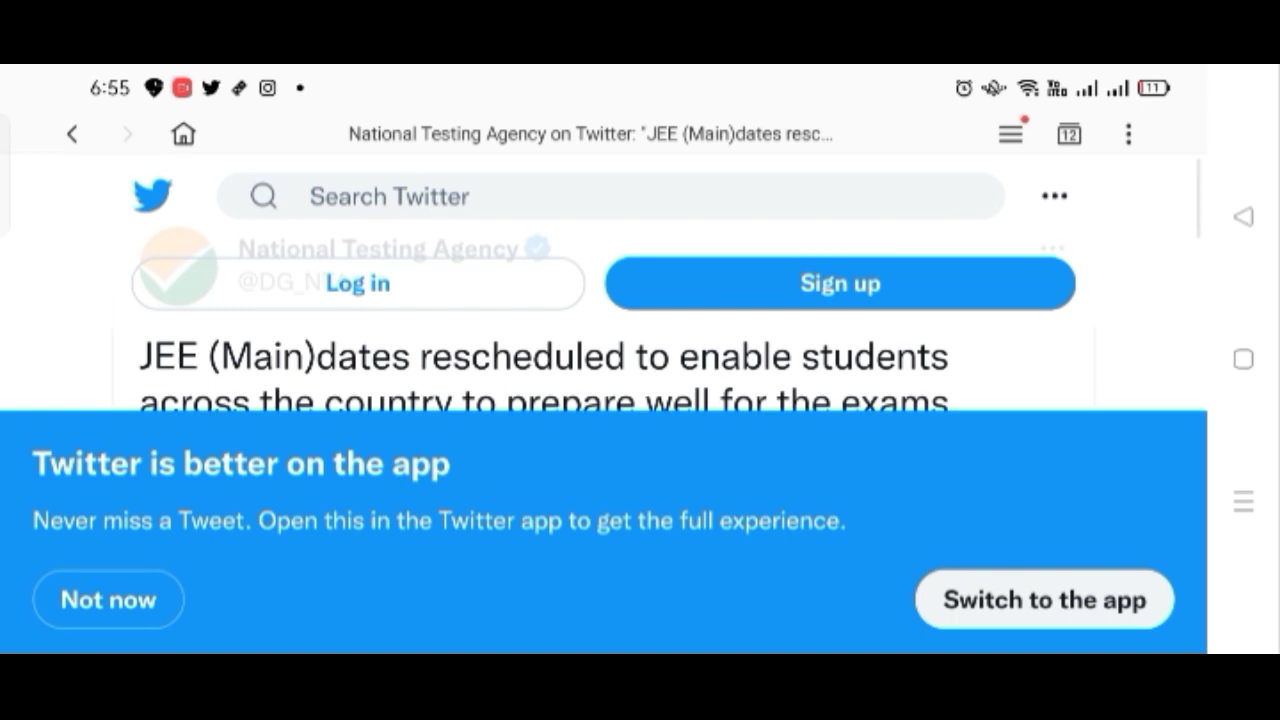 6:55
11
National Testing Agency on Twitter: "JEE (Main)dates resc...
12
Search Twitter
National Testing Agency
Log in
Sign up
JEE (Main)dates rescheduled to enable students
across the country to prepare well for the exams
Twitter is better on the app
Never miss a Tweet. Open this in the Twitter app to get the full experience.
Not now
Switch to the app